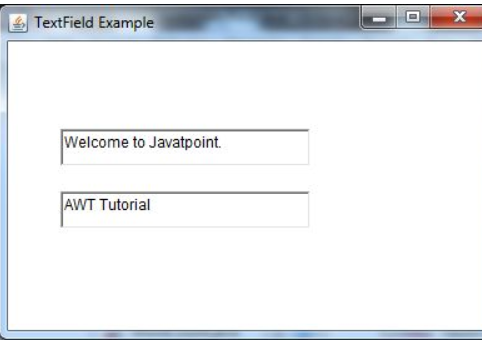 TextField Example
Welcome to Javatpoint.
AWT Tutorial